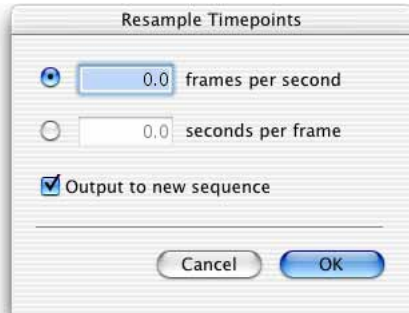 Resample Timepoints
0.0 frames per second
0.0 seconds per frame
Output to new sequence
Cancel OK